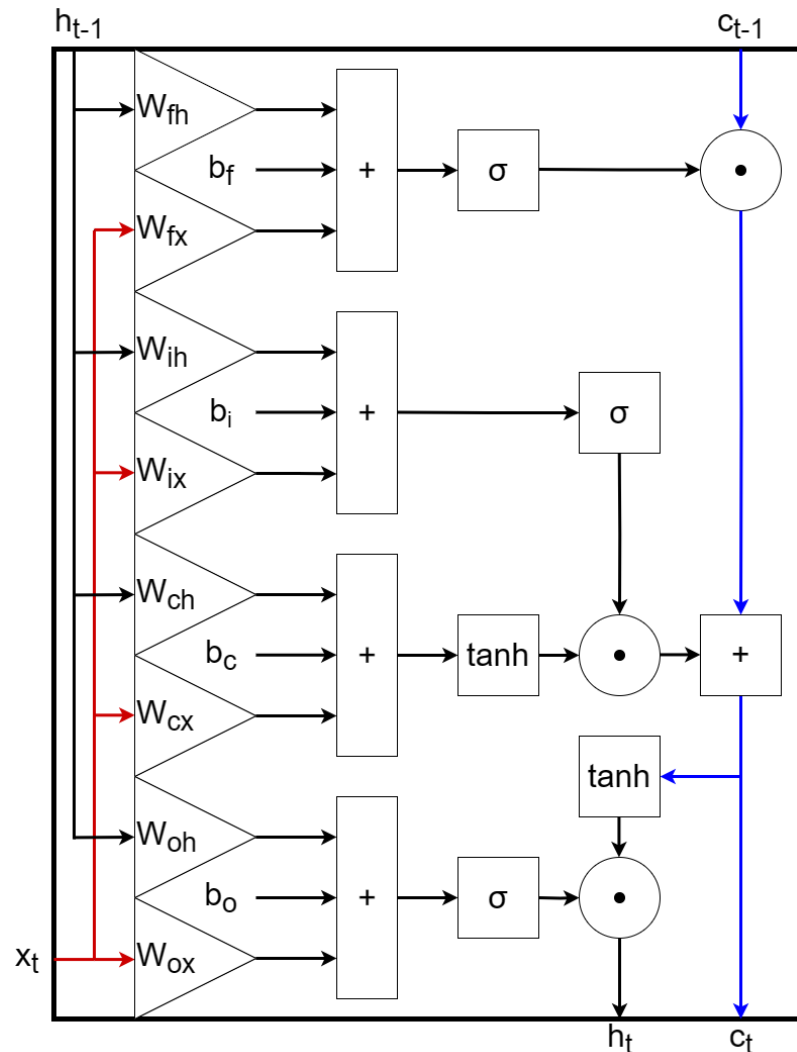 h_{t-1} c_{t-1}
W_{fh}
b_f + σ •
W_{fx}
W_{ih}
b_i + σ
W_{ix}
W_{ch}
b_c + tanh • +
W_{cx}
tanh
W_{oh}
b_o + σ •
x_t W_{ox}
h_t c_t